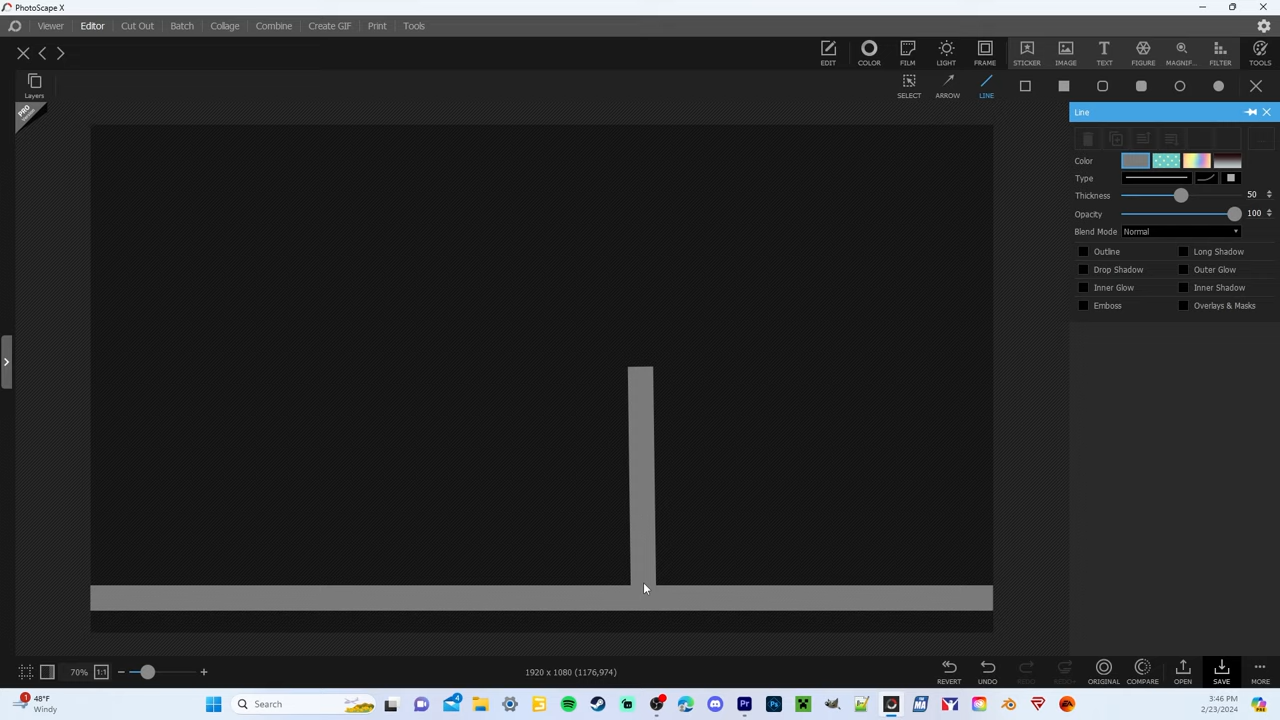 PhotoScape X
Viewer Editor Cut Out Batch Collage Combine Create GIF Print Tools
EDIT COLOR FILM LIGHT FRAME STICKER IMAGE TEXT FIGURE MAGNIF... FILTER TOOLS
Layers SELECT ARROW LINE
PRO
Line
Color
Type
Thickness 50
Opacity 100
Blend Mode Normal
Outline Long Shadow
Drop Shadow Outer Glow
Inner Glow Inner Shadow
Emboss Overlays & Masks
70% 1:1 1920 x 1080 (1176,974)
REVERT UNDO REDO REDO+ ORIGINAL COMPARE OPEN SAVE MORE
1 48°F
Windy
Search
4
3:46 PM
2/23/2024